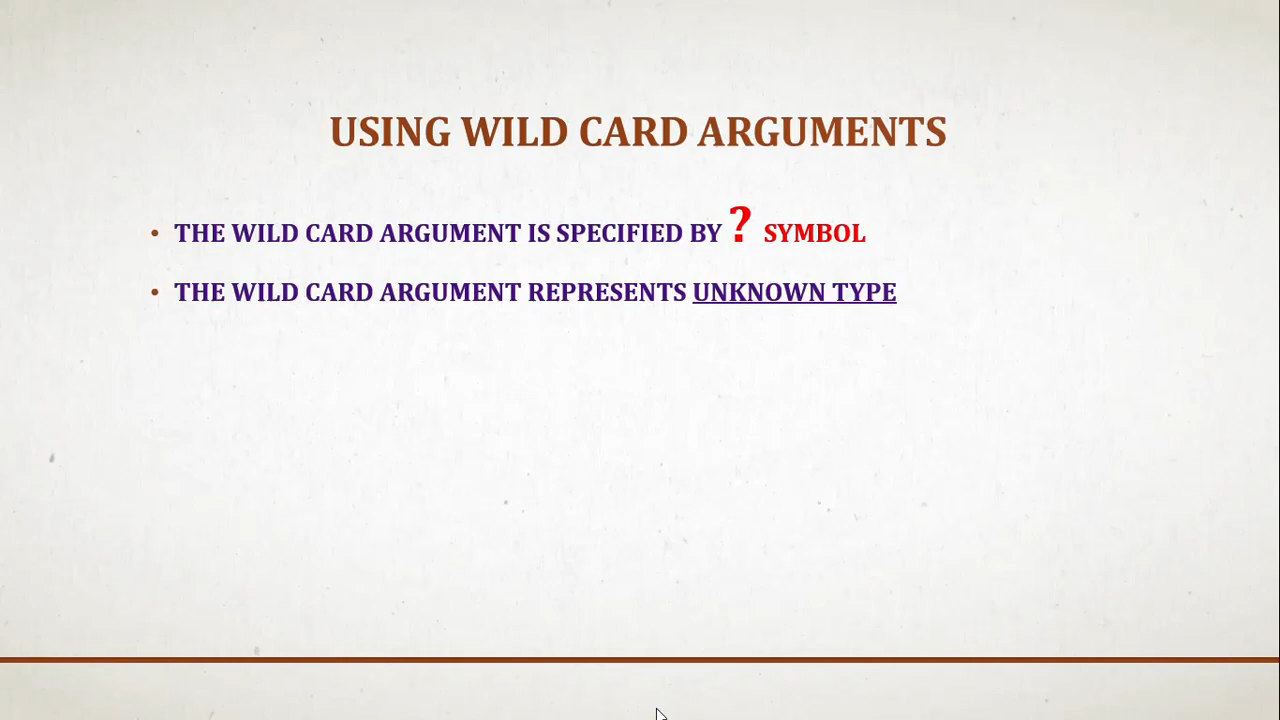 USING WILD CARD ARGUMENTS
• THE WILD CARD ARGUMENT IS SPECIFIED BY ? SYMBOL
• THE WILD CARD ARGUMENT REPRESENTS UNKNOWN TYPE